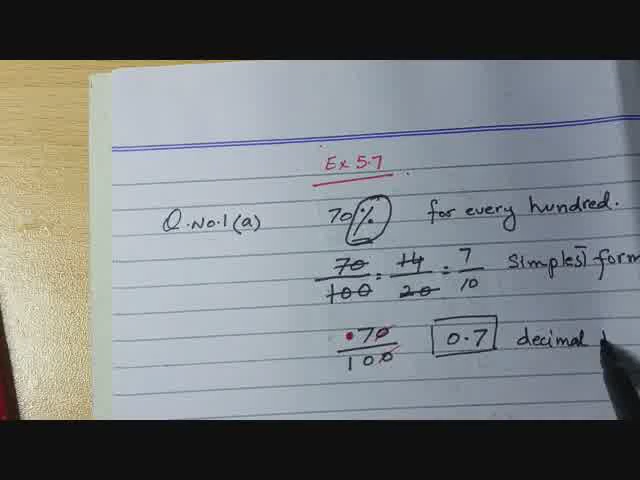 Ex 5.7
Q.No.1(a) 70% for every hundred.
70/100 = 14/20 = 7/10 Simplest form
.70/100 0.7 decimal